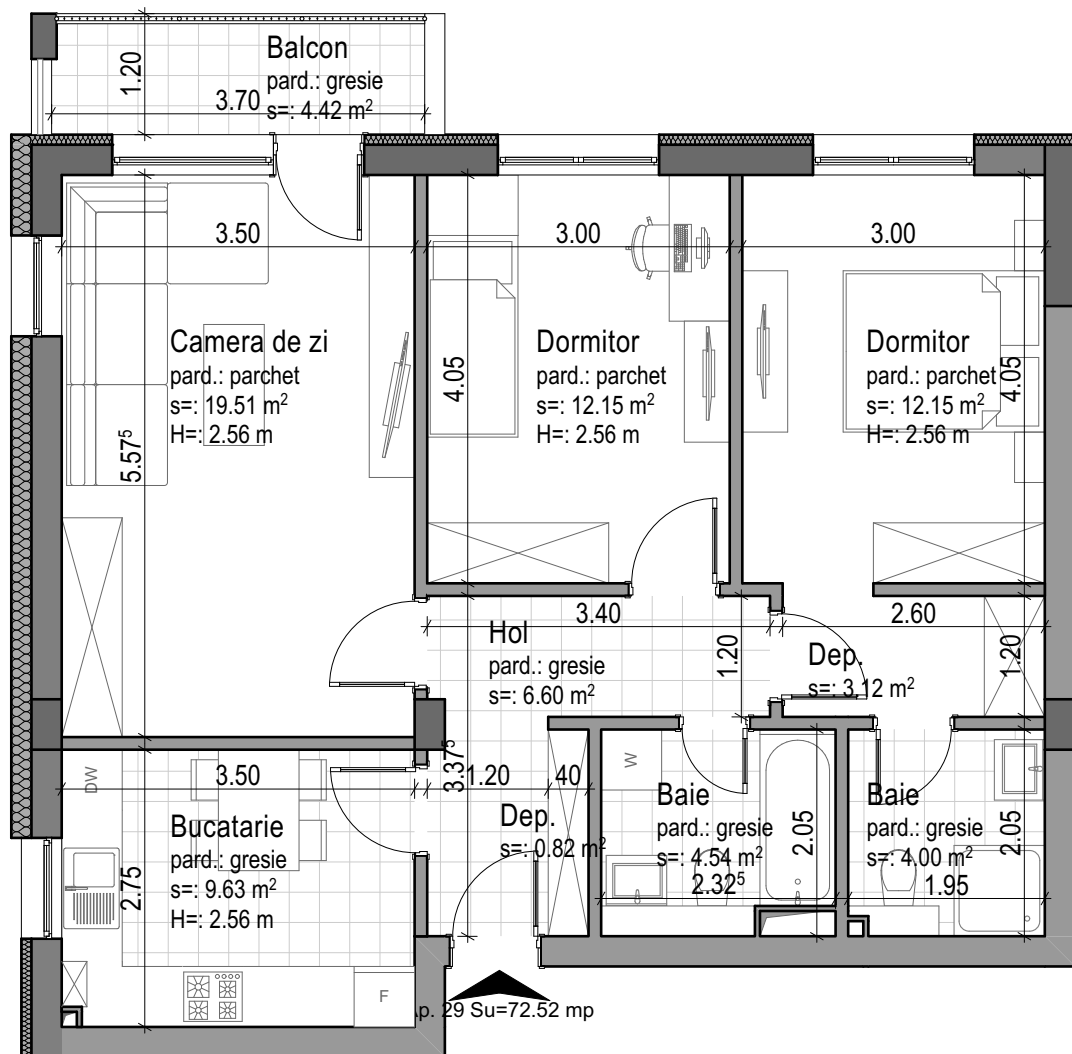 Balcon
pard.: gresie
s=: 4.42 m²
1.20
3.70
3.50
3.00
3.00
Camera de zi
pard.: parchet
s=: 19.51 m²
H=: 2.56 m
5.57⁵
Dormitor
pard.: parchet
s=: 12.15 m²
H=: 2.56 m
4.05
Dormitor
pard.: parchet
s=: 12.15 m²
H=: 2.56 m
4.05
3.40
2.60
Hol
pard.: gresie
s=: 6.60 m²
1.20
Dep.
s=: 3.12 m²
1.20
3.37⁵
1.20
40
Dep.
s=: 0.82 m²
DW
3.50
Bucatarie
pard.: gresie
s=: 9.63 m²
H=: 2.56 m
2.75
F
W
Baie
pard.: gresie
s=: 4.54 m²
2.32⁵
2.05
Baie
pard.: gresie
s=: 4.00 m²
1.95
2.05
p. 29 Su=72.52 mp